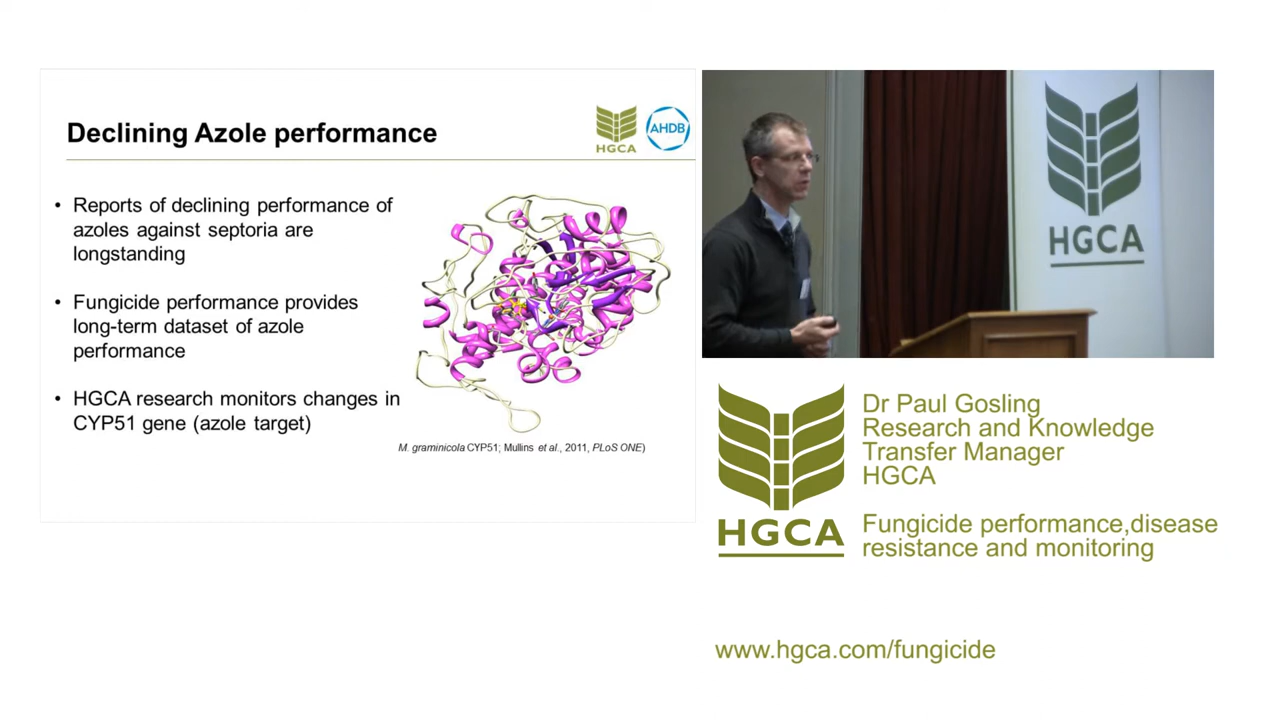 Declining Azole performance
HGCA
AHDB
• Reports of declining performance of
azoles against septoria are
longstanding
• Fungicide performance provides
long-term dataset of azole
performance
• HGCA research monitors changes in
CYP51 gene (azole target)
M. graminicola CYP51; Mullins et al., 2011, PLoS ONE)
HGCA
HGCA
Dr Paul Gosling
Research and Knowledge
Transfer Manager
HGCA
Fungicide performance,disease
resistance and monitoring
www.hgca.com/fungicide